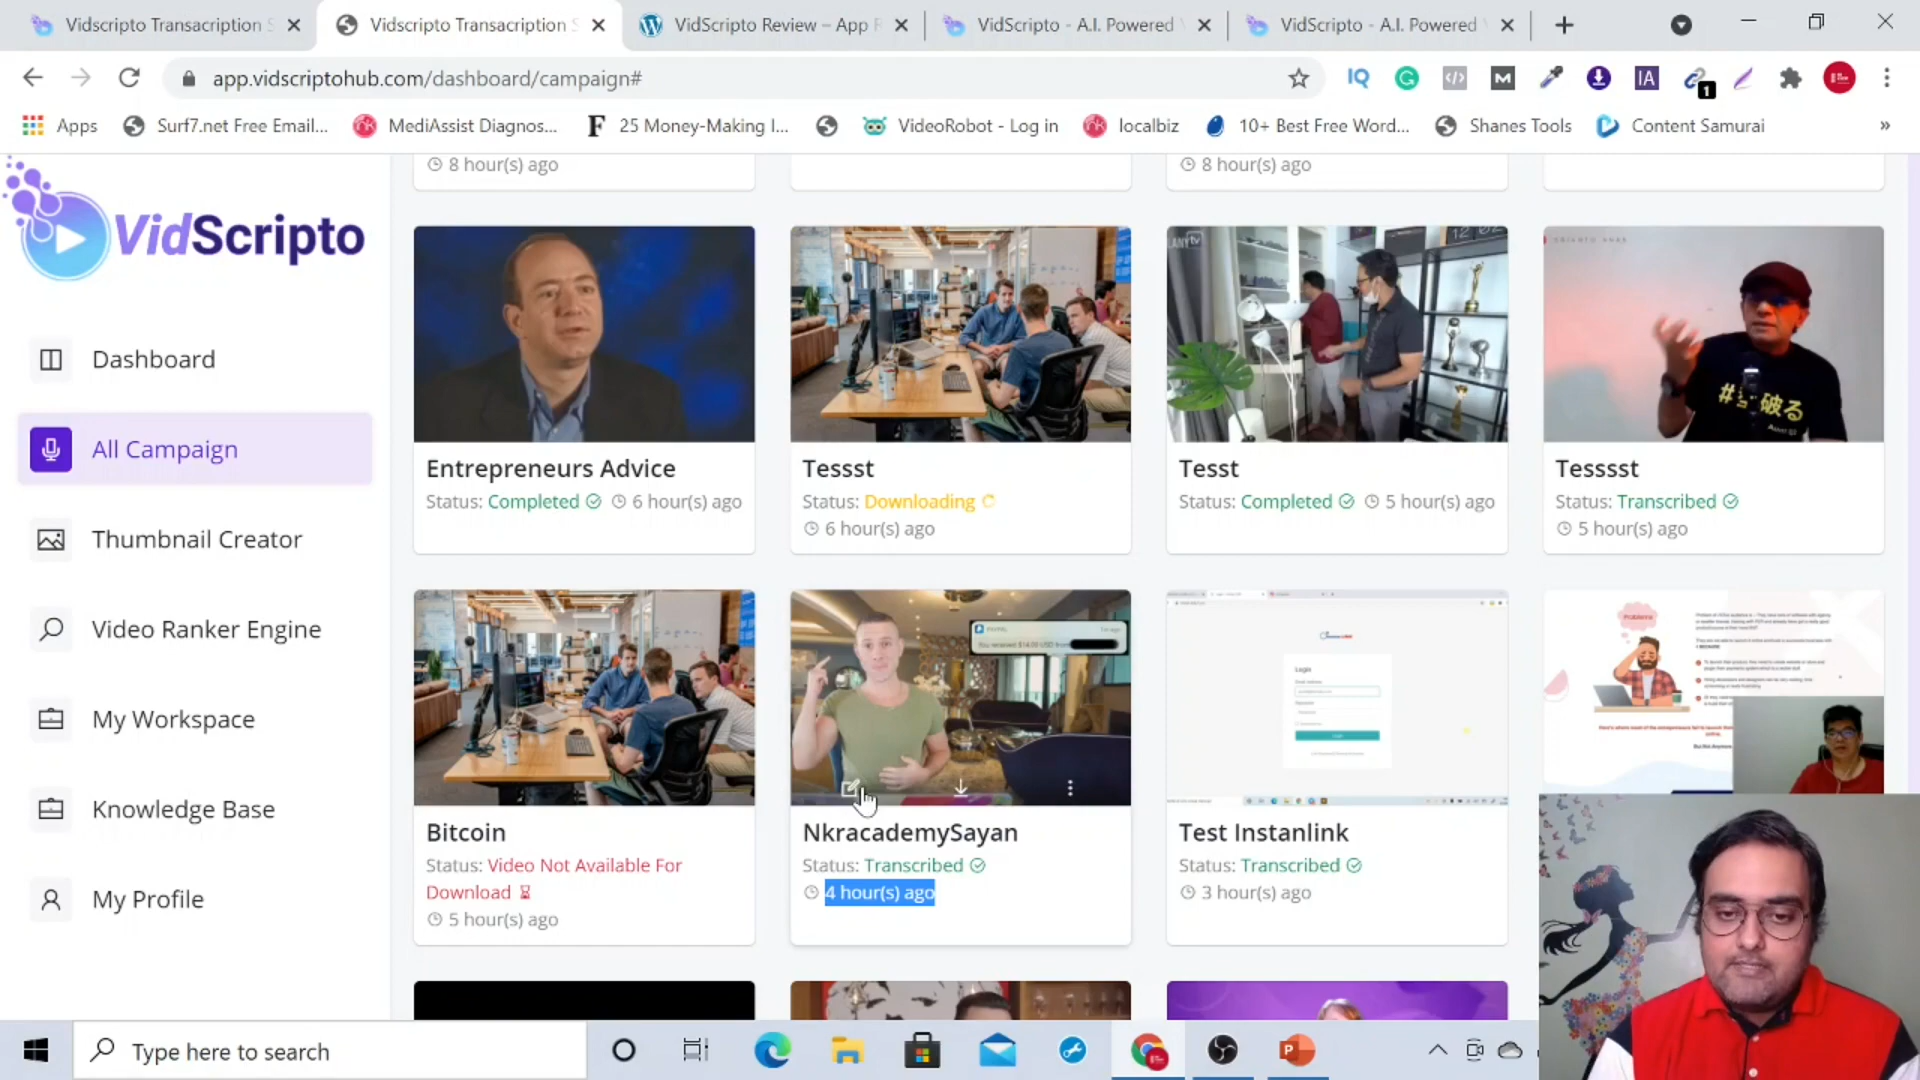 Vidscripto Transacription S
Vidscripto Transacription S
VidScripto Review – App F
VidScripto - A.I. Powered V
VidScripto - A.I. Powered V
app.vidscriptohub.com/dashboard/campaign#
IQ
M
IA
1
Apps
Surf7.net Free Email...
MediAssist Diagnos...
25 Money-Making I...
VideoRobot - Log in
localbiz
10+ Best Free Word...
Shanes Tools
Content Samurai
»
8 hour(s) ago
8 hour(s) ago
VidScripto
Dashboard
All Campaign
Thumbnail Creator
Video Ranker Engine
My Workspace
Knowledge Base
My Profile
Entrepreneurs Advice
Status: Completed 6 hour(s) ago
Tessst
Status: Downloading
6 hour(s) ago
Tesst
Status: Completed 5 hour(s) ago
Tesssst
Status: Transcribed
5 hour(s) ago
Bitcoin
Status: Video Not Available For
Download
5 hour(s) ago
NkracademySayan
Status: Transcribed
4 hour(s) ago
Login
Test Instanlink
Status: Transcribed
3 hour(s) ago
Problems
Type here to search